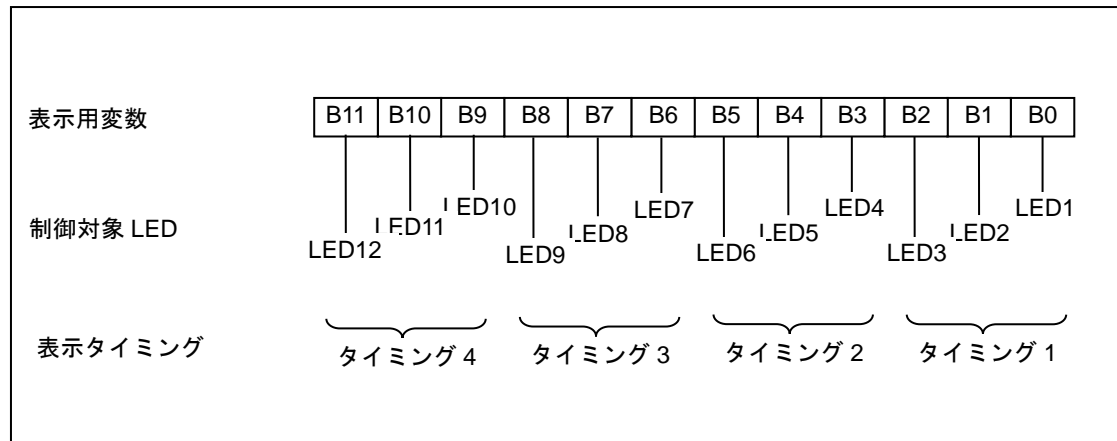 表示用変数 B11 B10 B9 B8 B7 B6 B5 B4 B3 B2 B1 B0
制御対象 LED
LED12 LED11 LED10 LED9 LED8 LED7 LED6 LED5 LED4 LED3 LED2 LED1
表示タイミング
タイミング 4 タイミング 3 タイミング 2 タイミング 1